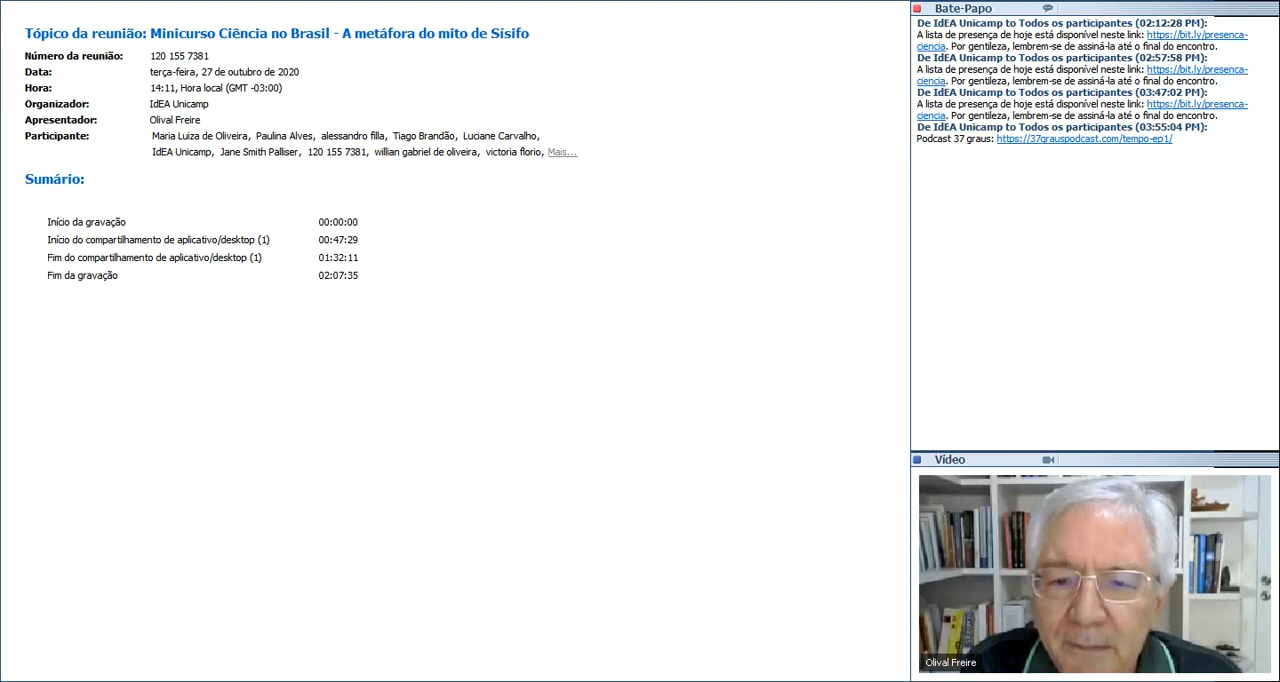 Tópico da reunião: Minicurso Ciência no Brasil - A metáfora do mito de Sísifo
Número da reunião: 120 155 7381
Data: terça-feira, 27 de outubro de 2020
Hora: 14:11, Hora local (GMT -03:00)
Organizador: IdEA Unicamp
Apresentador: Olival Freire
Participante: Maria Luiza de Oliveira, Paulina Alves, alessandro filla, Tiago Brandão, Luciane Carvalho,
IdEA Unicamp, Jane Smith Palliser, 120 155 7381, willian gabriel de oliveira, victoria florio, Mais...
Sumário:
Início da gravação 00:00:00
Início do compartilhamento de aplicativo/desktop (1) 00:47:29
Fim do compartilhamento de aplicativo/desktop (1) 01:32:11
Fim da gravação 02:07:35
Bate-Papo
De IdEA Unicamp to Todos os participantes (02:12:28 PM):
A lista de presença de hoje está disponível neste link: https://bit.ly/presenca-
ciencia. Por gentileza, lembrem-se de assiná-la até o final do encontro.
De IdEA Unicamp to Todos os participantes (02:57:58 PM):
A lista de presença de hoje está disponível neste link: https://bit.ly/presenca-
ciencia. Por gentileza, lembrem-se de assiná-la até o final do encontro.
De IdEA Unicamp to Todos os participantes (03:47:02 PM):
A lista de presença de hoje está disponível neste link: https://bit.ly/presenca-
ciencia. Por gentileza, lembrem-se de assiná-la até o final do encontro.
De IdEA Unicamp to Todos os participantes (03:55:04 PM):
Podcast 37 graus: https://37grauspodcast.com/tempo-ep1/
Vídeo
Olival Freire